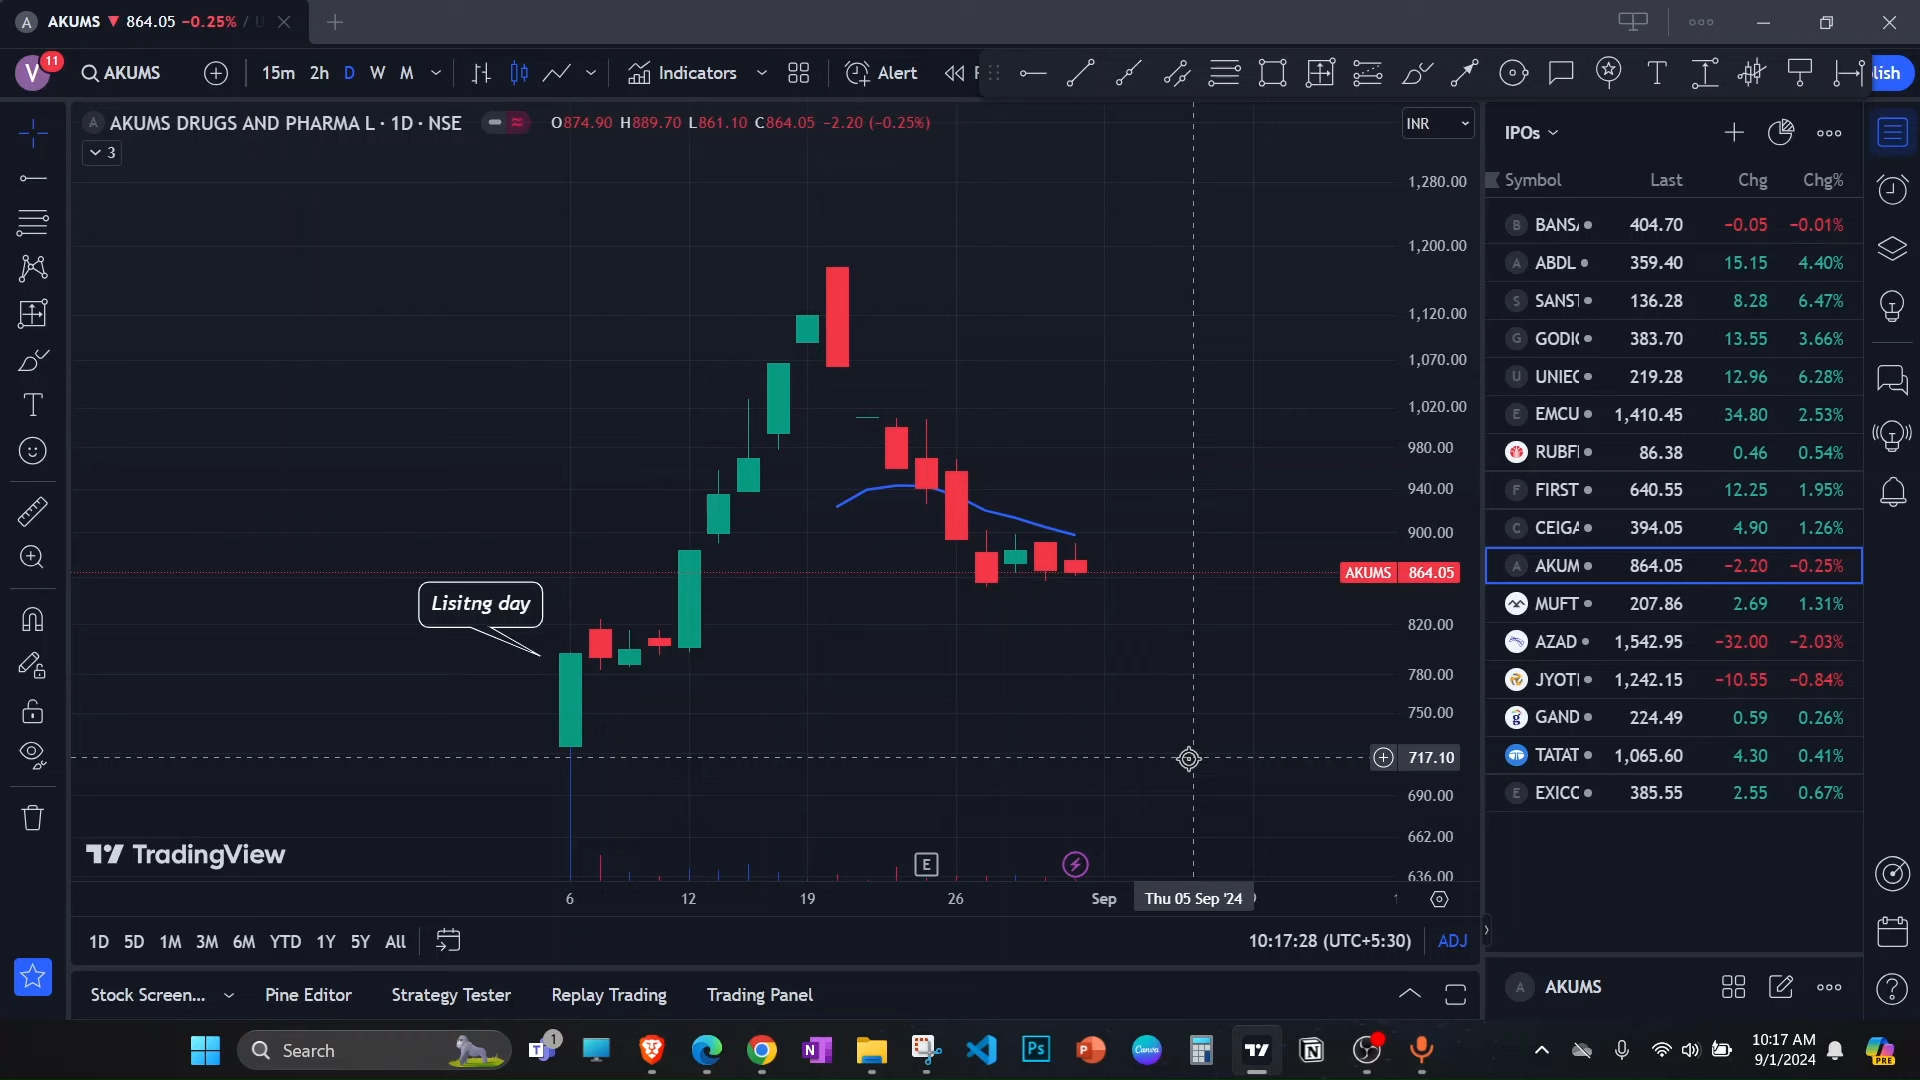 A AKUMS ▼ 864.05 −0.25% / U
V 11 AKUMS 15m 2h D W M Indicators Alert lish
A AKUMS DRUGS AND PHARMA L · 1D · NSE O874.90 H889.70 L861.10 C864.05 −2.20 (−0.25%)
3
INR
1,280.00
1,200.00
1,120.00
1,070.00
1,020.00
980.00
940.00
900.00
AKUMS 864.05
820.00
780.00
750.00
717.10
690.00
662.00
636.00
Lisitng day
TradingView
E
6 12 19 26 Sep Thu 05 Sep '24
1D 5D 1M 3M 6M YTD 1Y 5Y All
10:17:28 (UTC+5:30) ADJ
Stock Screen... Pine Editor Strategy Tester Replay Trading Trading Panel
IPOs
Symbol Last Chg Chg%
B BANSA 404.70 −0.05 −0.01%
A ABDL 359.40 15.15 4.40%
S SANST 136.28 8.28 6.47%
G GODI 383.70 13.55 3.66%
U UNIEC 219.28 12.96 6.28%
E EMCU 1,410.45 34.80 2.53%
RUBFI 86.38 0.46 0.54%
F FIRST 640.55 12.25 1.95%
C CEIGA 394.05 4.90 1.26%
A AKUM 864.05 −2.20 −0.25%
MUFT 207.86 2.69 1.31%
AZAD 1,542.95 −32.00 −2.03%
JYOTI 1,242.15 −10.55 −0.84%
GAND 224.49 0.59 0.26%
TATAT 1,065.60 4.30 0.41%
E EXICC 385.55 2.55 0.67%
A AKUMS
Search
1
N
Ps
P
Canva
10:17 AM
9/1/2024
PRE